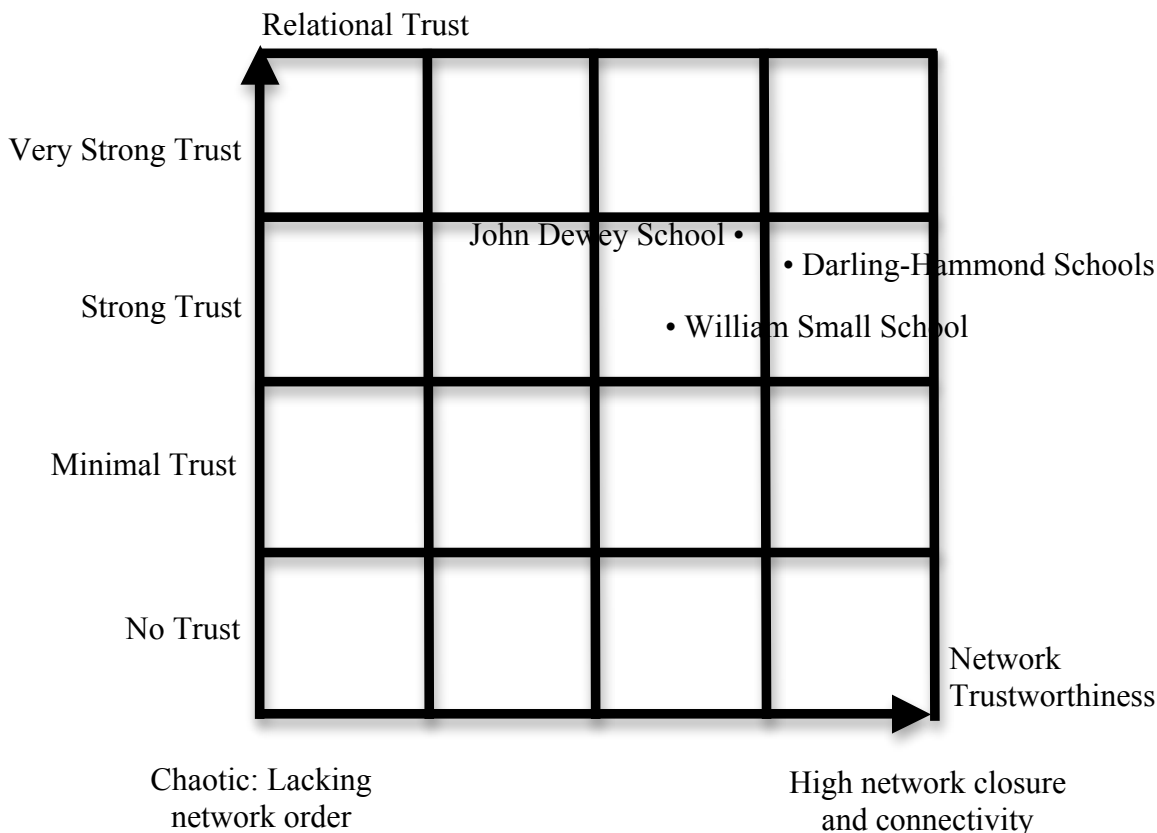 Relational Trust
Very Strong Trust
John Dewey School •
• Darling-Hammond Schools
Strong Trust
• William Small School
Minimal Trust
No Trust
Network
Trustworthiness
Chaotic: Lacking
network order
High network closure
and connectivity